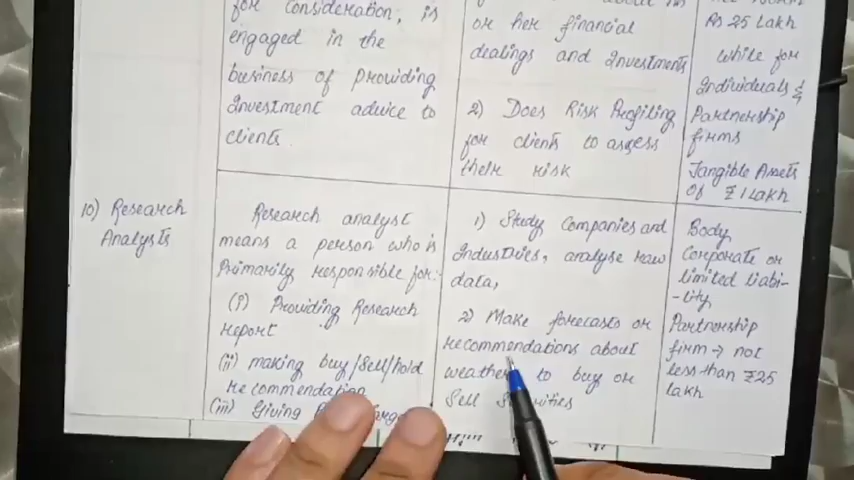 for consideration, is
engaged in the
business of Providing
Investment advice to
clients
or her financial
dealings and Investments
2) Does Risk Profiling
for clients to assess
their risk
Rs 25 Lakh
while for
Individuals &
Partnership
firms
Tangible Assets
of ₹1 Lakh
10) Research
Analysts
Research analyst
means a person who is
Primarily responsible for:
(i) Providing Research
report
(ii) making buy/sell/hold
recommendation
(iii) Giving
1) Study Companies and
Industries, analyse raw
data,
2) Make forecasts or
recommendations about
weather to buy or
Sell Securities
Body
Corporate or
limited liabi-
-lity
Partnership
firm → not
less than ₹25
lakh